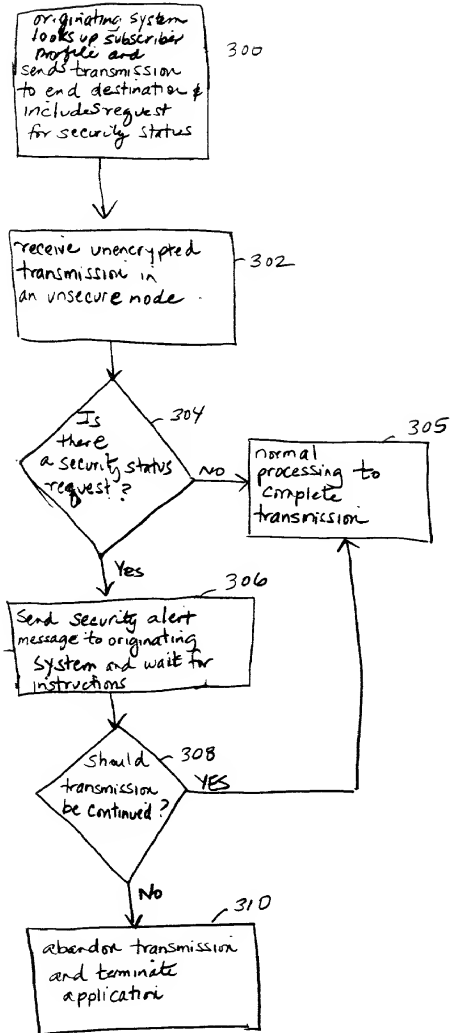 originating system
looks up subscriber
profile and
sends transmission
to end destination &
includes request
for security status
300
receive unencrypted
transmission in
an unsecure node.
302
Is
there
a security status
request?
304
NO
normal
processing to
complete
transmission
305
Yes
send security alert
message to originating
system and wait for
instructions
306
should
transmission
be continued?
308
YES
NO
abandon transmission
and terminate
application
310